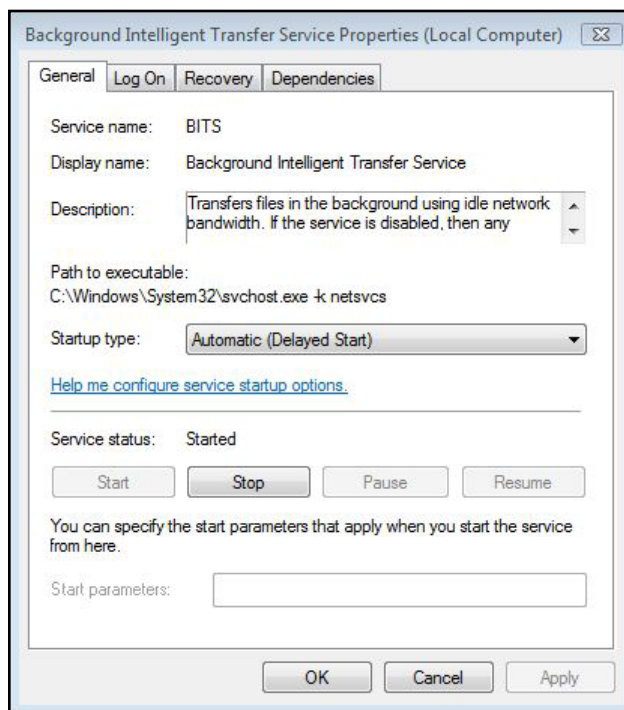 Background Intelligent Transfer Service Properties (Local Computer)
General Log On Recovery Dependencies
Service name: BITS
Display name: Background Intelligent Transfer Service
Description: Transfers files in the background using idle network
bandwidth. If the service is disabled, then any
Path to executable:
C:\Windows\System32\svchost.exe -k netsvcs
Startup type: Automatic (Delayed Start)
Help me configure service startup options.
Service status: Started
Start Stop Pause Resume
You can specify the start parameters that apply when you start the service
from here.
Start parameters:
OK Cancel Apply